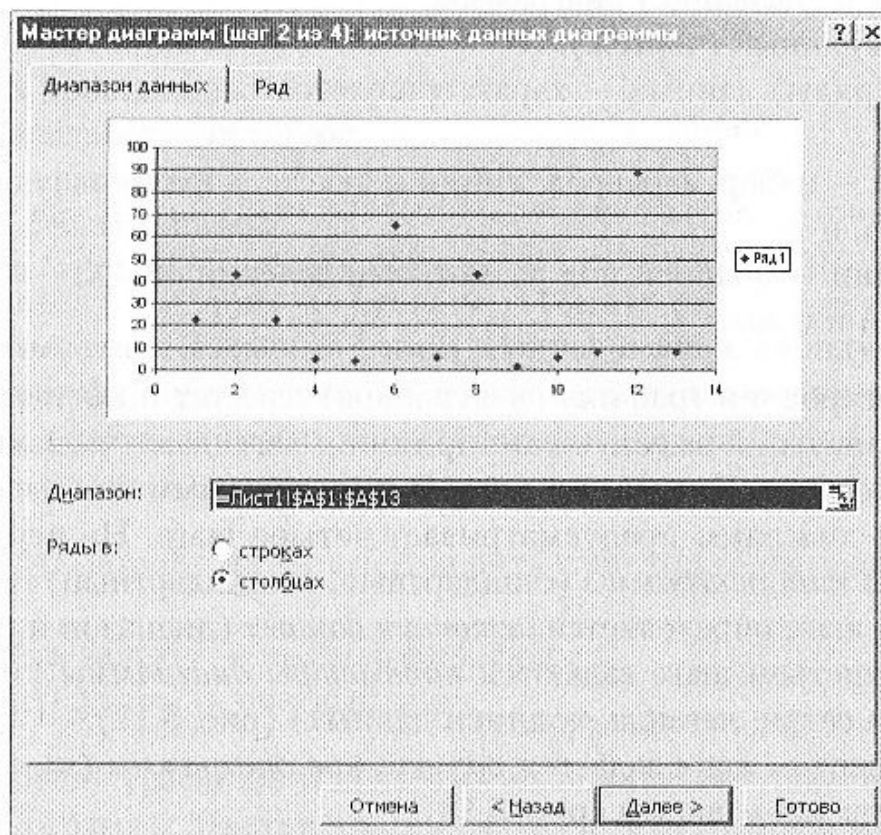 Мастер диаграмм (шаг 2 из 4): источник данных диаграммы
Диапазон данных
Ряд
100
90
80
70
60
50
40
30
20
10
0
0 2 4 6 8 10 12 14
Ряд1
Диапазон: =Лист1!$A$1:$A$13
Ряды в:
строках
столбцах
Отмена
< Назад
Далее >
Готово